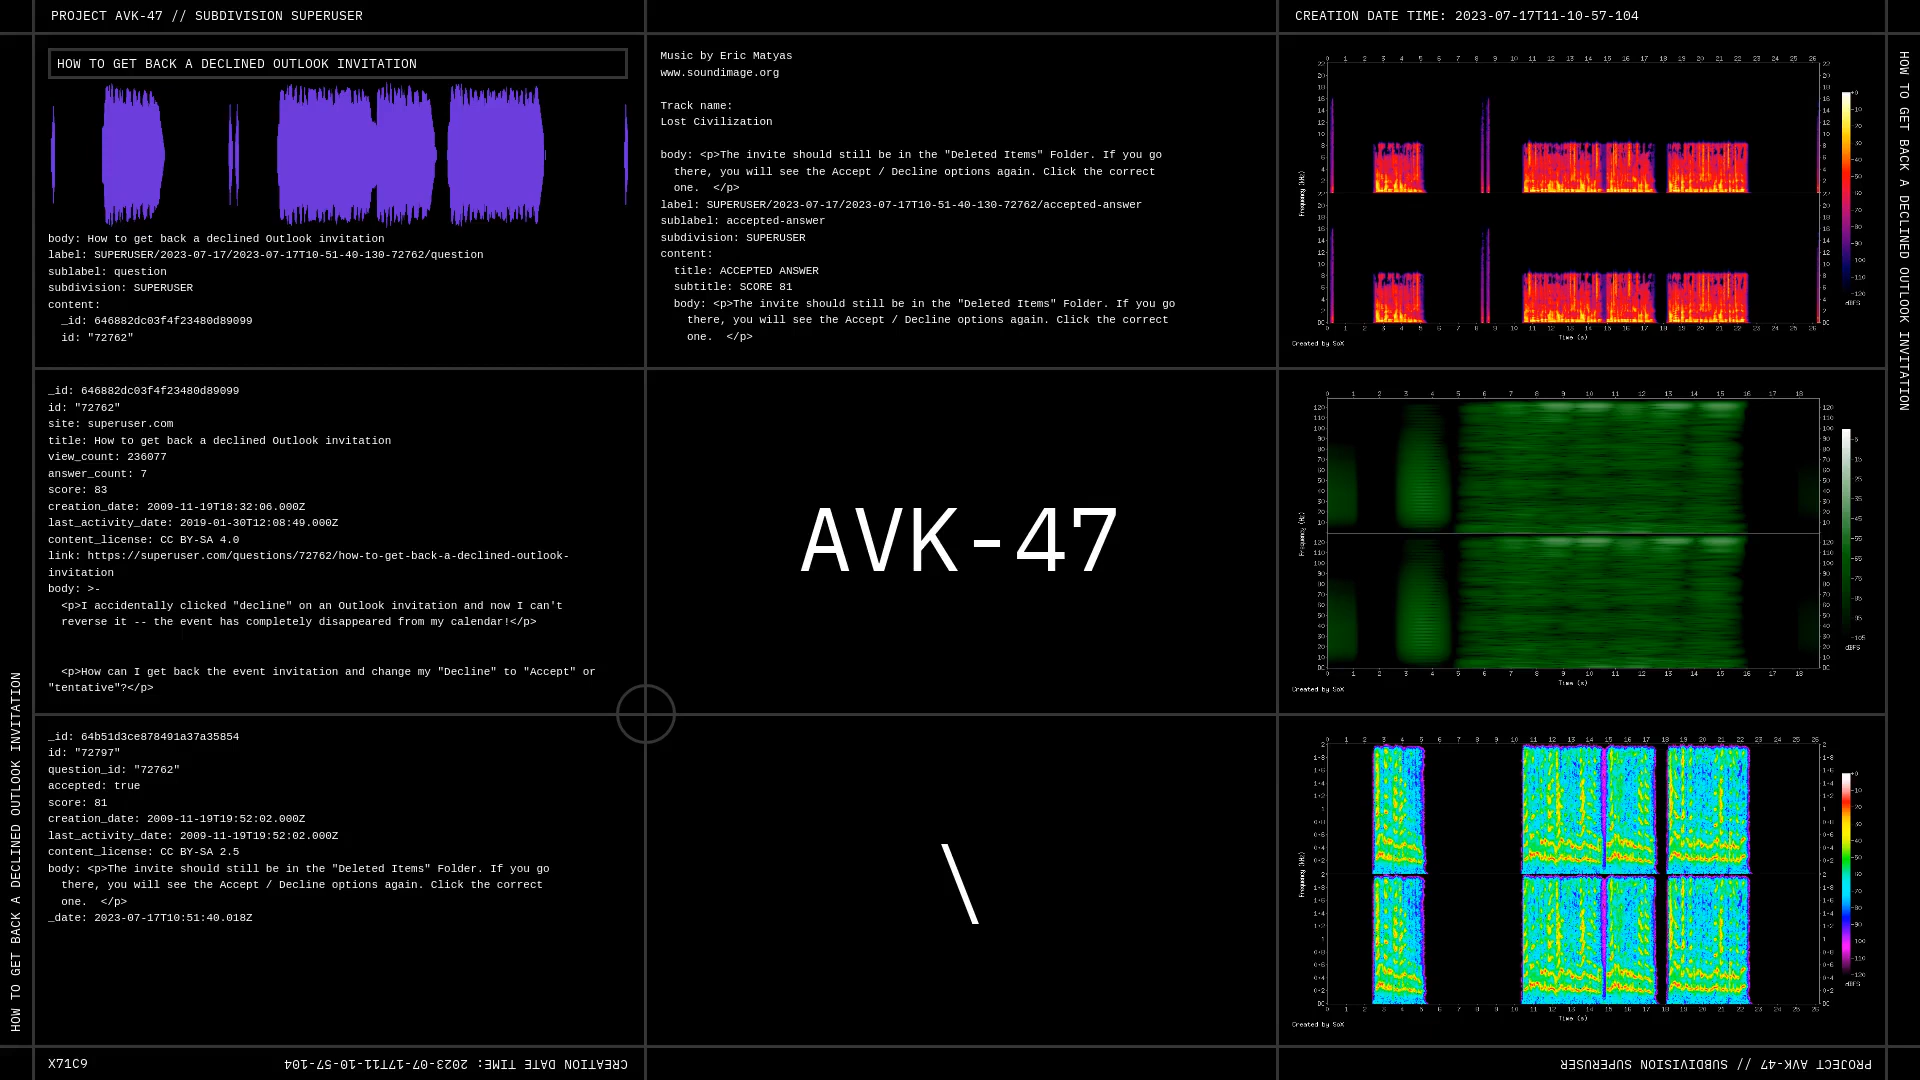 PROJECT AVK-47 // SUBDIVISION SUPERUSER
CREATION DATE TIME: 2023-07-17T11-10-57-104
HOW TO GET BACK A DECLINED OUTLOOK INVITATION
body: How to get back a declined Outlook invitation
label: SUPERUSER/2023-07-17/2023-07-17T10-51-40-130-72762/question
sublabel: question
subdivision: SUPERUSER
content:
_id: 646882dc03f4f23480d89099
id: "72762"
Music by Eric Matyas
www.soundimage.org
Track name:
Lost Civilization
body: <p>The invite should still be in the "Deleted Items" Folder. If you go
there, you will see the Accept / Decline options again. Click the correct
one.  </p>
label: SUPERUSER/2023-07-17/2023-07-17T10-51-40-130-72762/accepted-answer
sublabel: accepted-answer
subdivision: SUPERUSER
content:
title: ACCEPTED ANSWER
subtitle: SCORE 81
body: <p>The invite should still be in the "Deleted Items" Folder. If you go
there, you will see the Accept / Decline options again. Click the correct
one.  </p>
Frequency (kHz)
Time (s)
dBFS
Created by SoX
HOW TO GET BACK A DECLINED OUTLOOK INVITATION
_id: 646882dc03f4f23480d89099
id: "72762"
site: superuser.com
title: How to get back a declined Outlook invitation
view_count: 236077
answer_count: 7
score: 83
creation_date: 2009-11-19T18:32:06.000Z
last_activity_date: 2019-01-30T12:08:49.000Z
content_license: CC BY-SA 4.0
link: https://superuser.com/questions/72762/how-to-get-back-a-declined-outlook-
invitation
body: >-
<p>I accidentally clicked "decline" on an Outlook invitation and now I can't
reverse it -- the event has completely disappeared from my calendar!</p>
<p>How can I get back the event invitation and change my "Decline" to "Accept" or
"tentative"?</p>
AVK-47
Frequency (Hz)
Time (s)
dBFS
Created by SoX
HOW TO GET BACK A DECLINED OUTLOOK INVITATION
_id: 64b51d3ce878491a37a35854
id: "72797"
question_id: "72762"
accepted: true
score: 81
creation_date: 2009-11-19T19:52:02.000Z
last_activity_date: 2009-11-19T19:52:02.000Z
content_license: CC BY-SA 2.5
body: <p>The invite should still be in the "Deleted Items" Folder. If you go
there, you will see the Accept / Decline options again. Click the correct
one.  </p>
_date: 2023-07-17T10:51:40.018Z
\
Frequency (kHz)
Time (s)
dBFS
Created by SoX
X71C9
CREATION DATE TIME: 2023-07-17T11-10-57-104
PROJECT AVK-47 // SUBDIVISION SUPERUSER